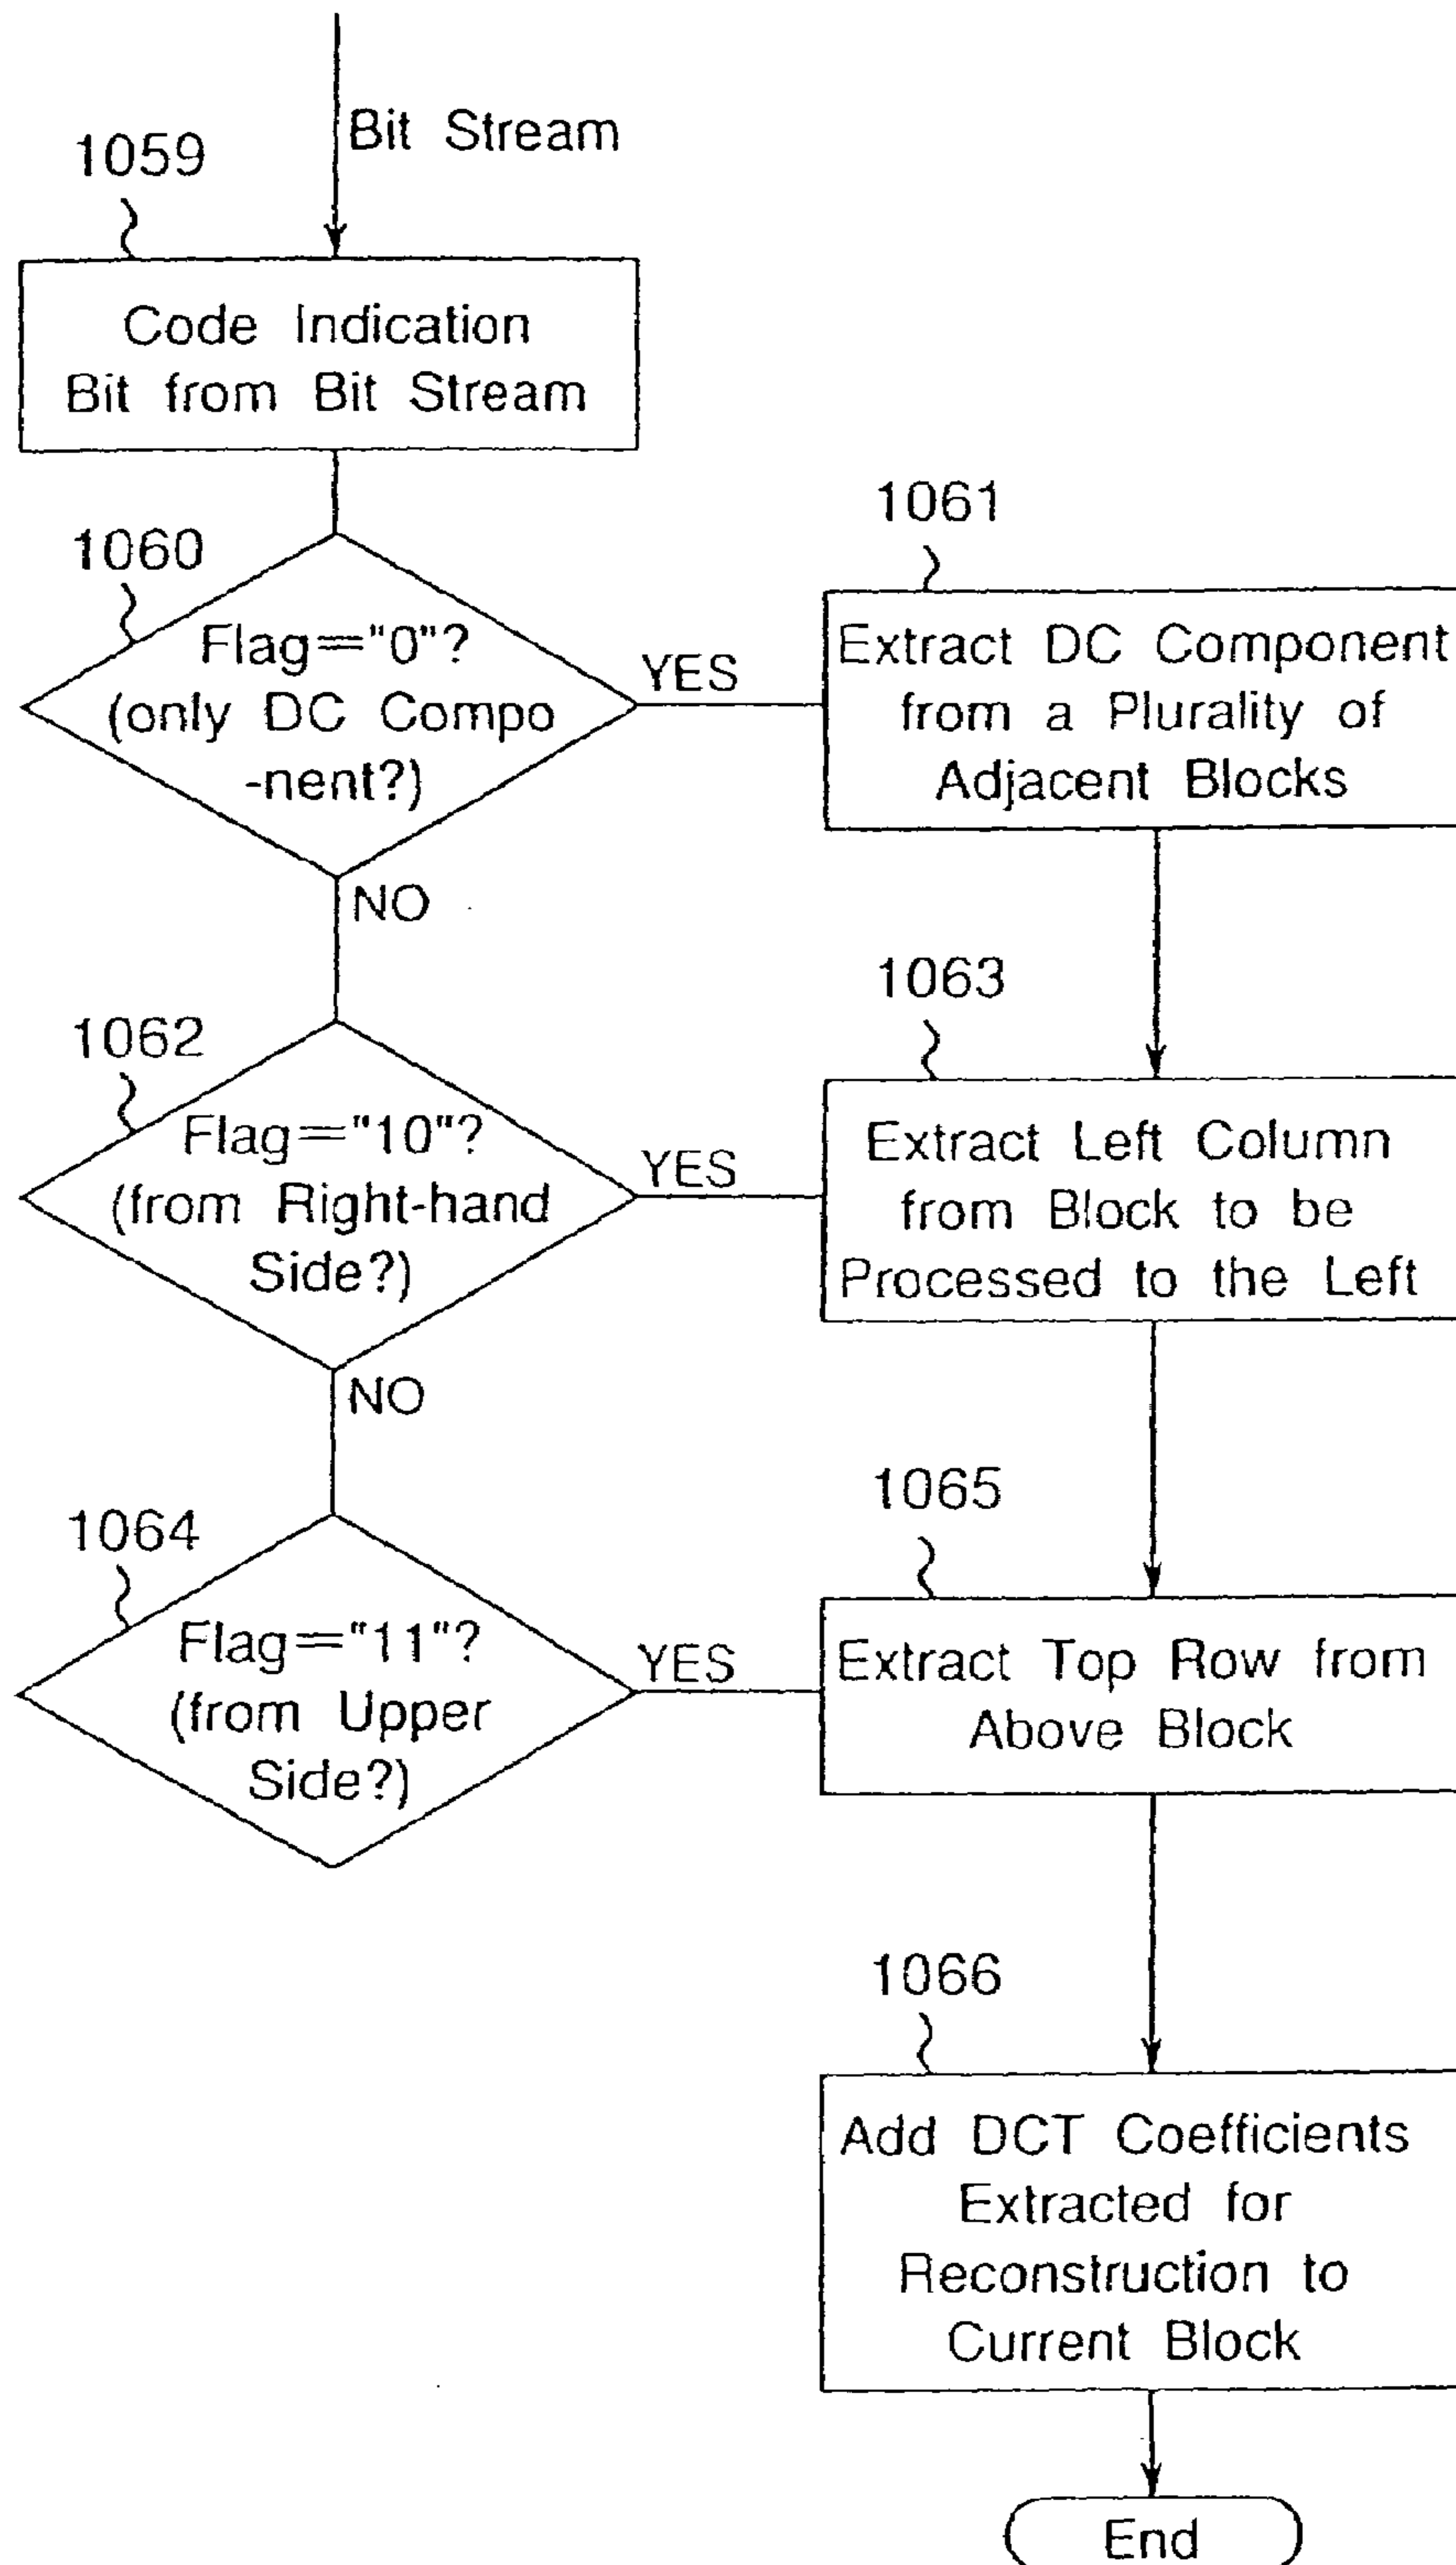 Bit Stream
1059
Code Indication
Bit from Bit Stream
1060
Flag="0"?
(only DC Compo
-nent?)
YES
NO
1061
Extract DC Component
from a Plurality of
Adjacent Blocks
1062
Flag="10"?
(from Right-hand
Side?)
YES
NO
1063
Extract Left Column
from Block to be
Processed to the Left
1064
Flag="11"?
(from Upper
Side?)
YES
1065
Extract Top Row from
Above Block
1066
Add DCT Coefficients
Extracted for
Reconstruction to
Current Block
End